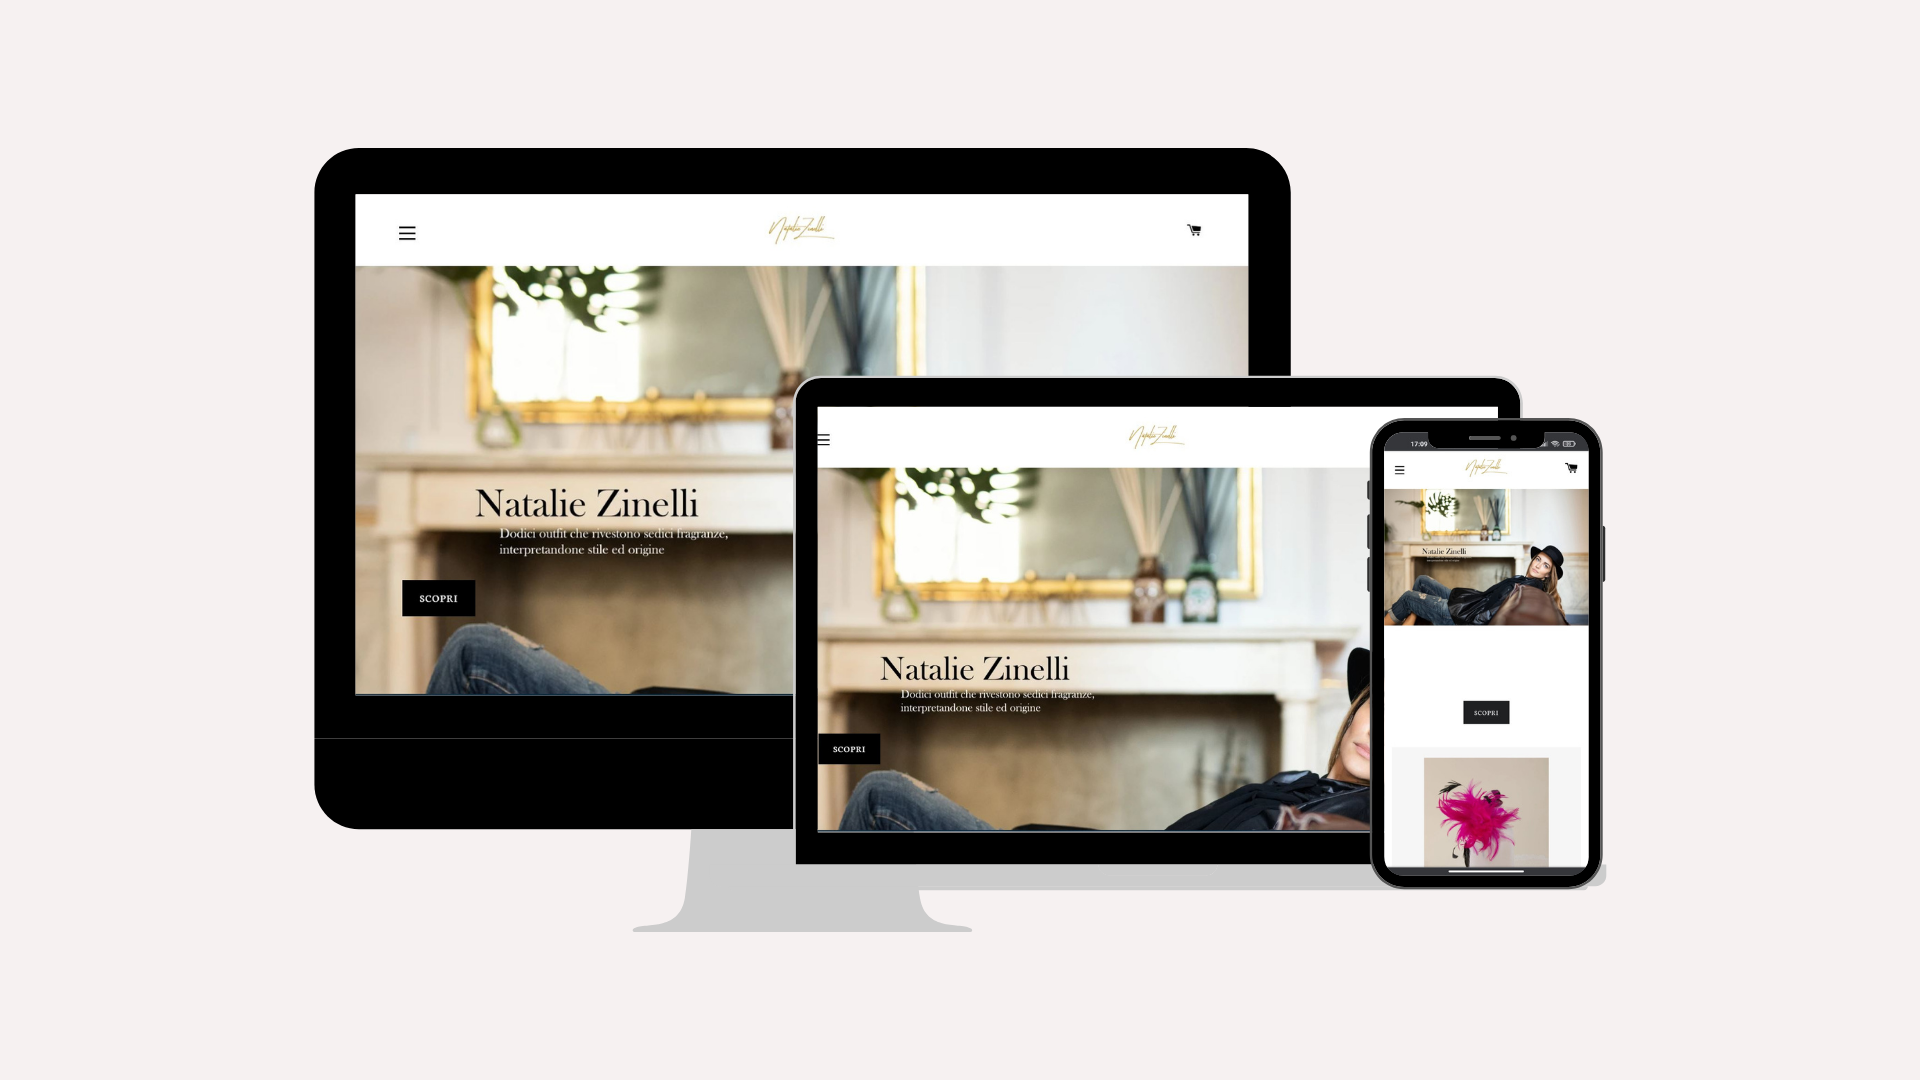 Natalie Zinelli
Natalie Zinelli
Dodici outfit che rivestono sedici fragranze,
interpretandone stile ed origine
SCOPRI
Natalie Zinelli
Natalie Zinelli
Dodici outfit che rivestono sedici fragranze,
interpretandone stile ed origine
SCOPRI
17:09
Natalie Zinelli
Natalie Zinelli
SCOPRI